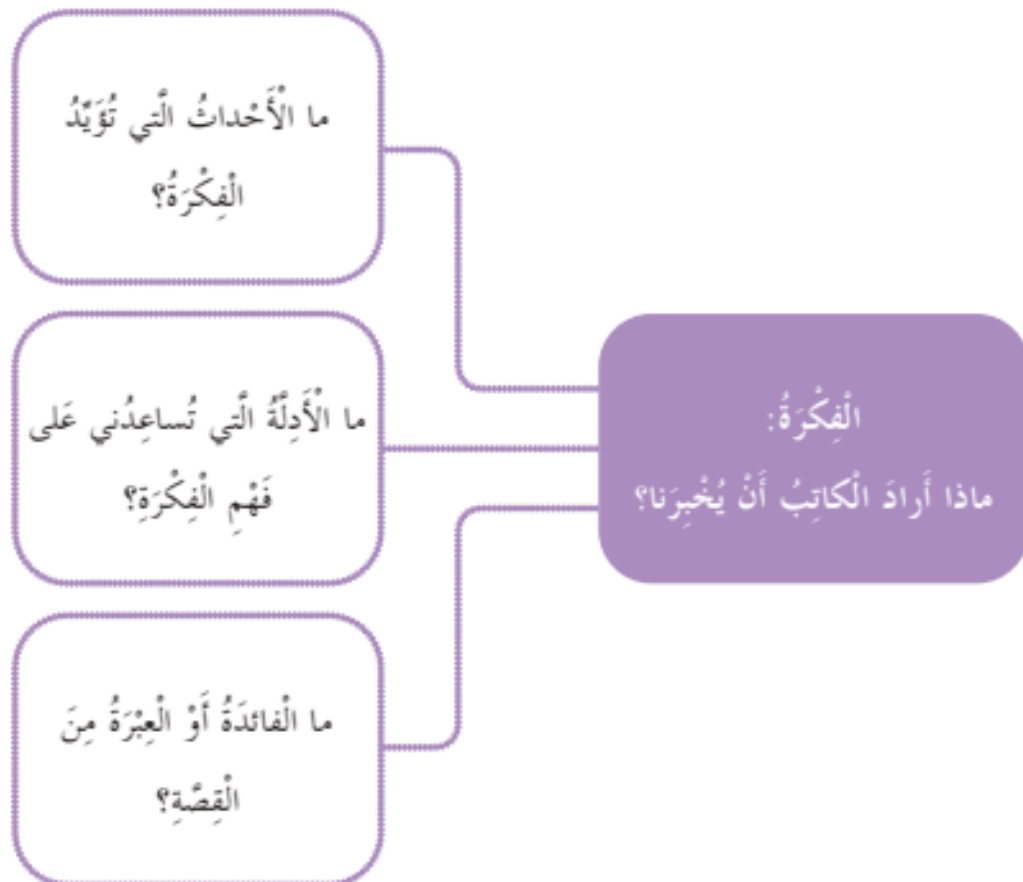 الْفِكْرَةُ:
ماذا أَرادَ الْكاتِبُ أَنْ يُخْبِرَنا؟
ما الْأَحْداثُ الَّتي تُؤَيِّدُ
الْفِكْرَةُ؟
ما الْأَدِلَّةُ الَّتي تُساعِدُني عَلى
فَهْمِ الْفِكْرَةِ؟
ما الْفائدَةُ أَوْ الْعِبْرَةُ مِنَ
الْقِصَّةِ؟